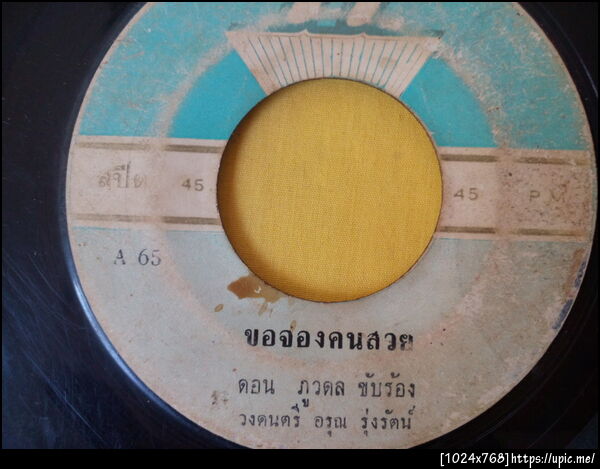 สปีด 45 45 P.M
A 65
ขอจองคนสวย
ดอน ภูวดล ขับร้อง
วงดนตรี อรุณ รุ่งรัตน์
[1024x768]https://upic.me/